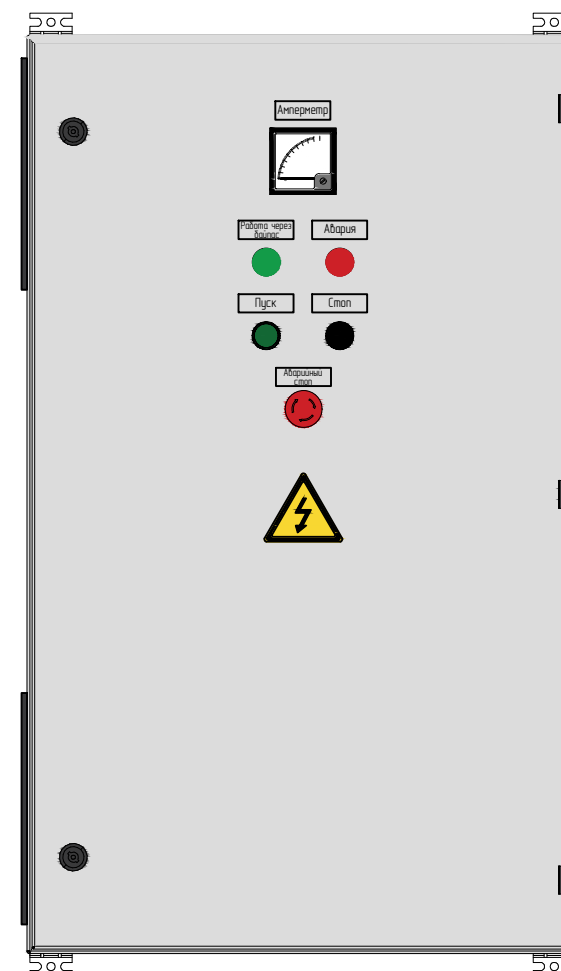 Амперметр
Работа через
байпас
Авария
Пуск
Стоп
Аварийный
стоп